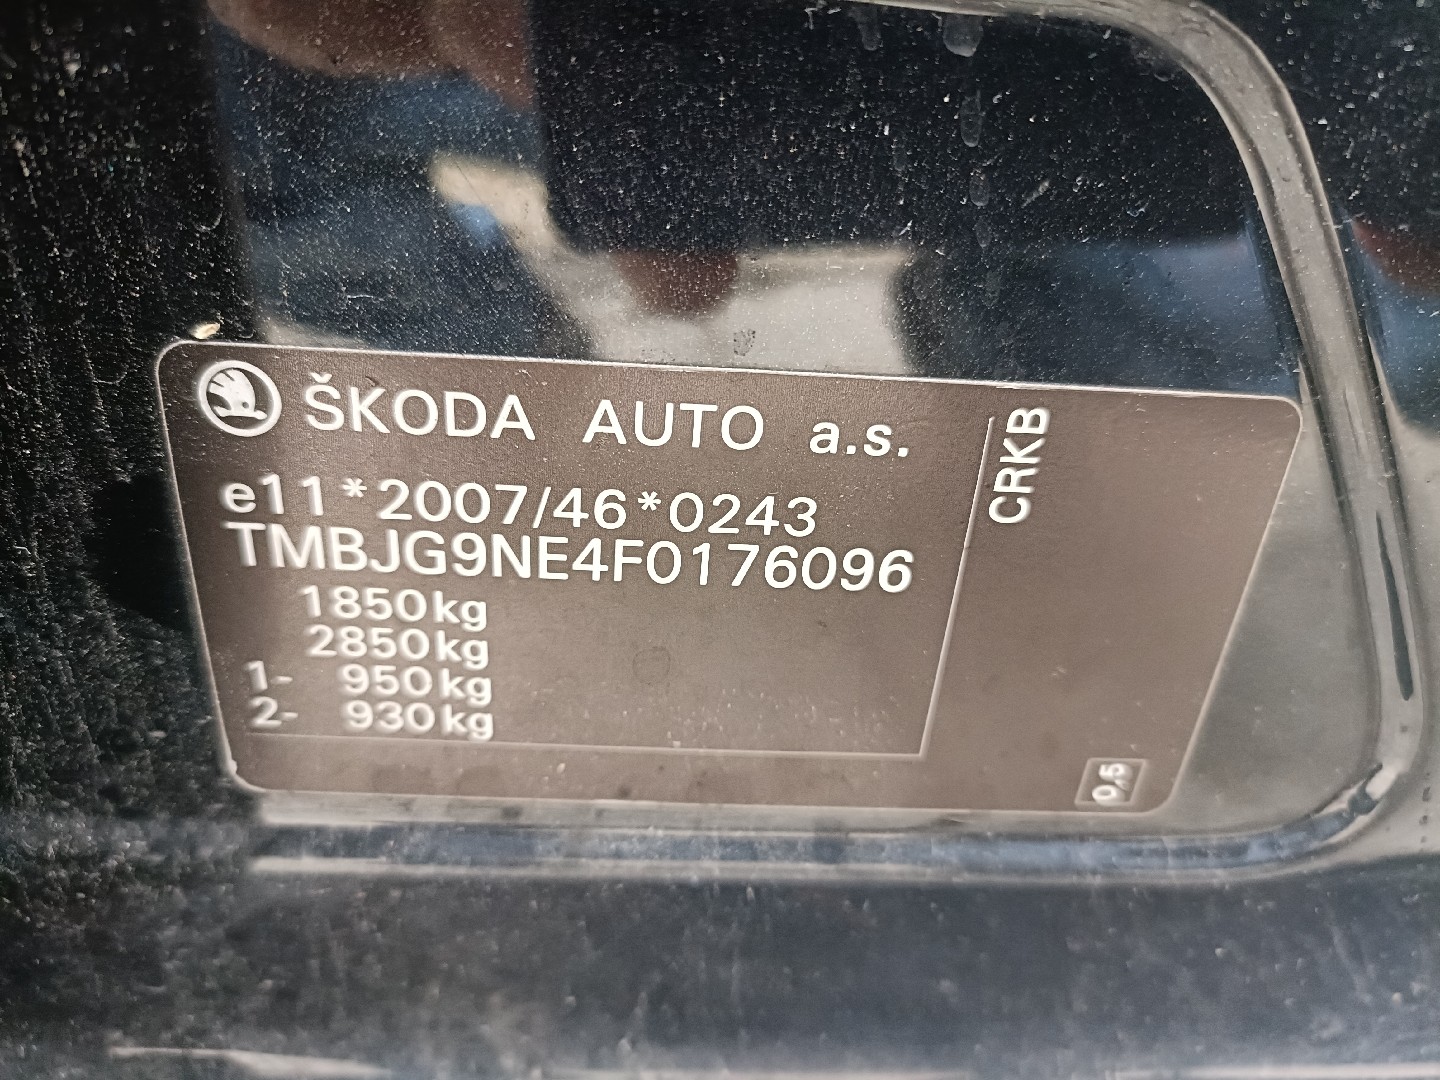 ŠKODA AUTO a.s.
e11*2007/46*0243
TMBJG9NE4F0176096
1850kg
2850kg
1- 950kg
2- 930kg
CRKB
0,5